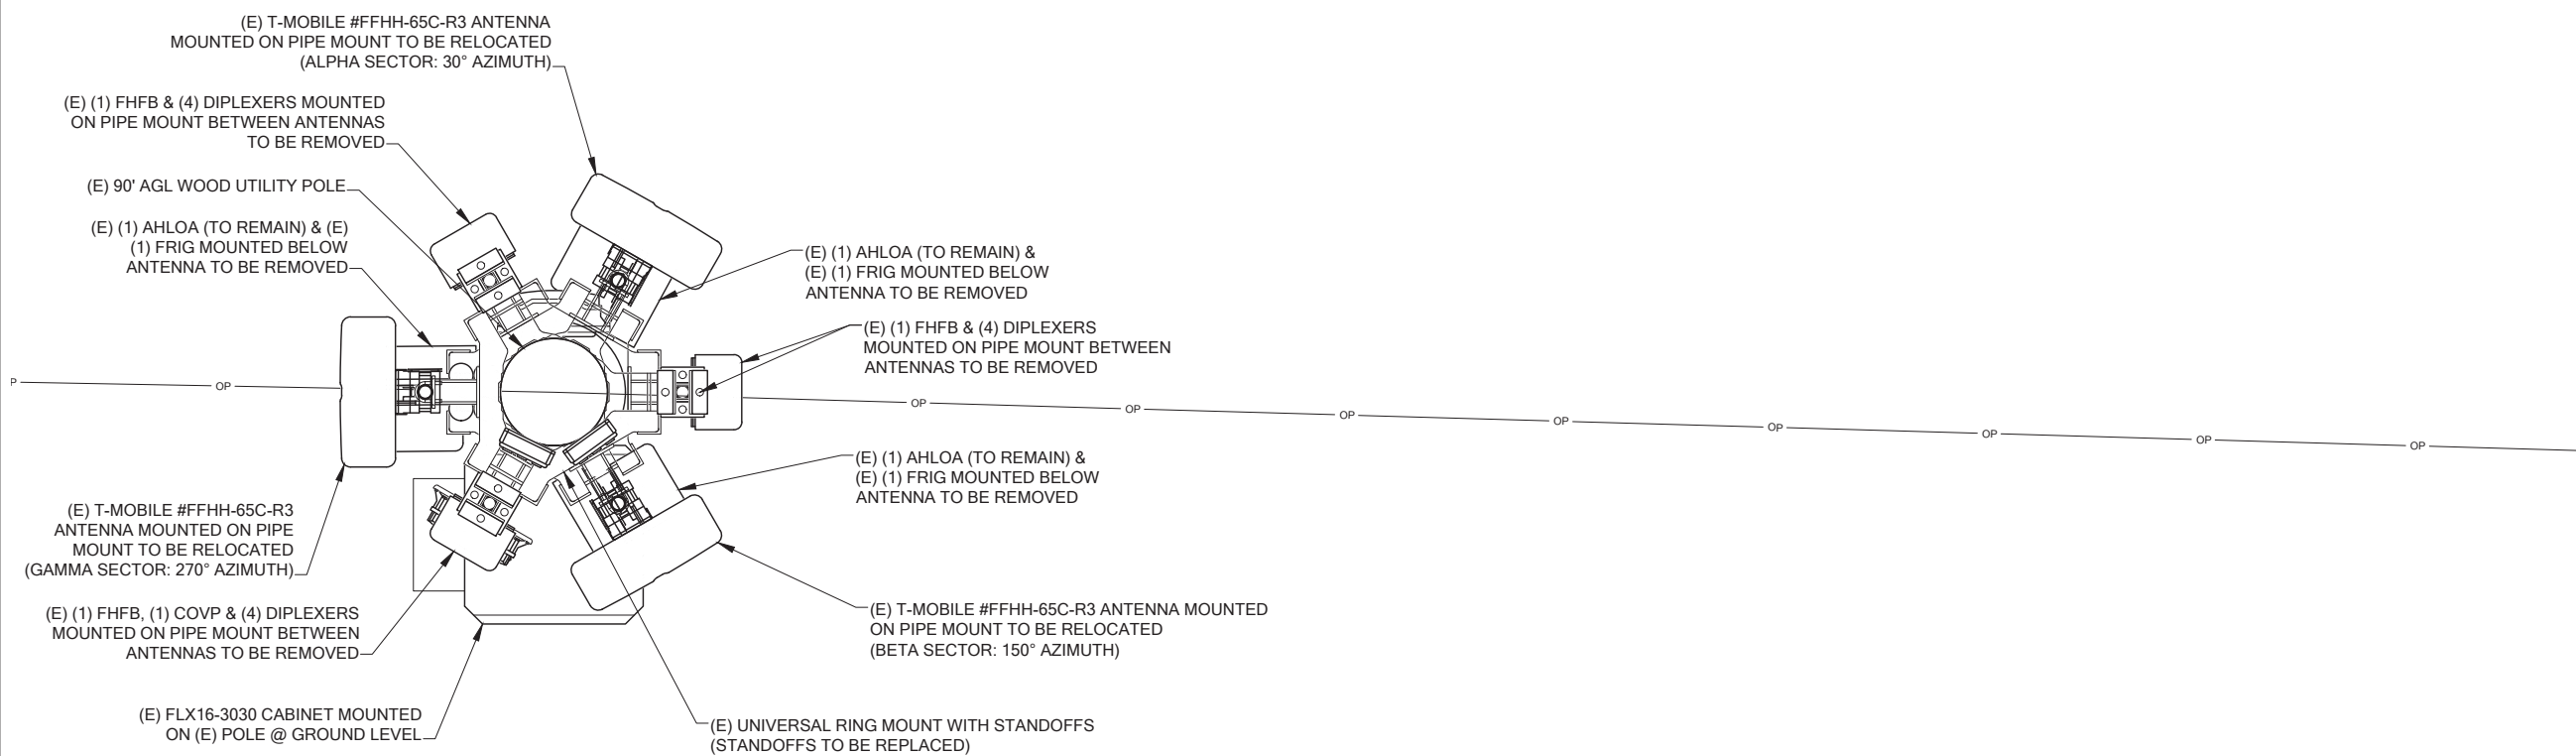 (E) T-MOBILE #FFHH-65C-R3 ANTENNA
MOUNTED ON PIPE MOUNT TO BE RELOCATED
(ALPHA SECTOR: 30° AZIMUTH)
(E) (1) FHFB & (4) DIPLEXERS MOUNTED
ON PIPE MOUNT BETWEEN ANTENNAS
TO BE REMOVED
(E) 90' AGL WOOD UTILITY POLE
(E) (1) AHLOA (TO REMAIN) & (E)
(1) FRIG MOUNTED BELOW
ANTENNA TO BE REMOVED
(E) (1) AHLOA (TO REMAIN) &
(E) (1) FRIG MOUNTED BELOW
ANTENNA TO BE REMOVED
(E) (1) FHFB & (4) DIPLEXERS
MOUNTED ON PIPE MOUNT BETWEEN
ANTENNAS TO BE REMOVED
P
OP
OP
OP
OP
OP
OP
OP
OP
OP
(E) (1) AHLOA (TO REMAIN) &
(E) (1) FRIG MOUNTED BELOW
ANTENNA TO BE REMOVED
(E) T-MOBILE #FFHH-65C-R3
ANTENNA MOUNTED ON PIPE
MOUNT TO BE RELOCATED
(GAMMA SECTOR: 270° AZIMUTH)
(E) (1) FHFB, (1) COVP & (4) DIPLEXERS
MOUNTED ON PIPE MOUNT BETWEEN
ANTENNAS TO BE REMOVED
(E) T-MOBILE #FFHH-65C-R3 ANTENNA MOUNTED
ON PIPE MOUNT TO BE RELOCATED
(BETA SECTOR: 150° AZIMUTH)
(E) FLX16-3030 CABINET MOUNTED
ON (E) POLE @ GROUND LEVEL
(E) UNIVERSAL RING MOUNT WITH STANDOFFS
(STANDOFFS TO BE REPLACED)